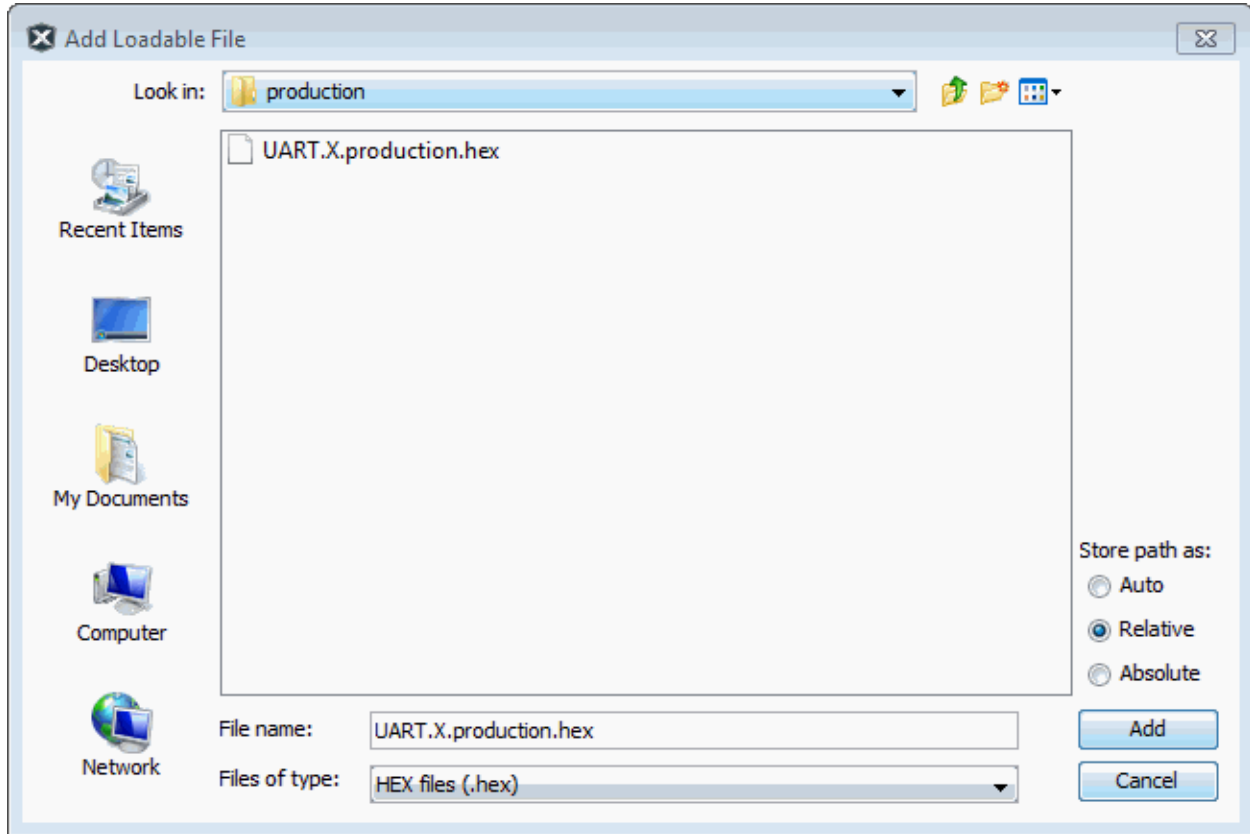 Add Loadable File
Look in: production
UART.X.production.hex
Recent Items
Desktop
My Documents
Computer
Network
Store path as:
Auto
Relative
Absolute
File name: UART.X.production.hex
Add
Files of type: HEX files (.hex)
Cancel